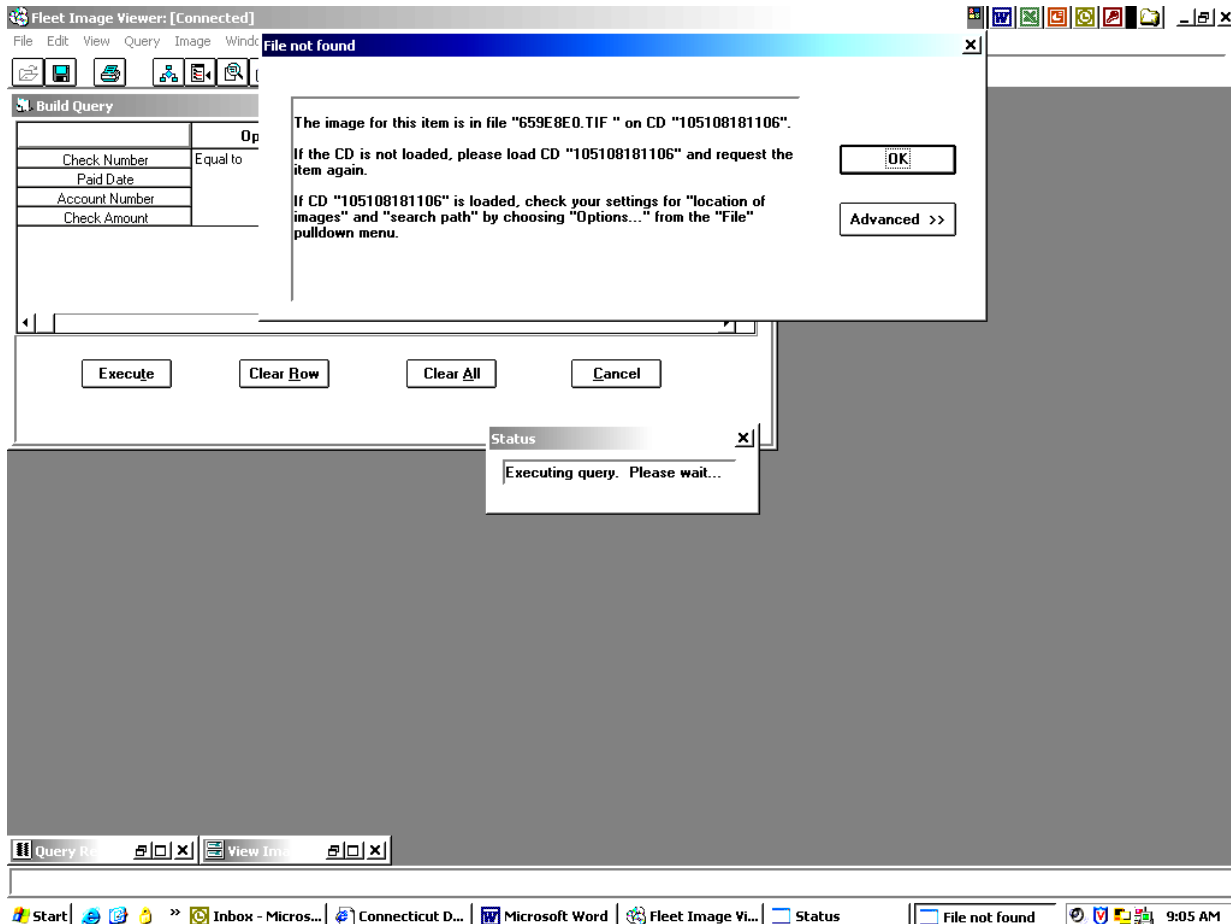 Fleet Image Viewer: [Connected]
File Edit View Query Image
File not found
Build Query
The image for this item is in file "659E8E0.TIF " on CD "105108181106".
If the CD is not loaded, please load CD "105108181106" and request the
item again.
If CD "105108181106" is loaded, check your settings for "location of
images" and "search path" by choosing "Options..." from the "File"
pulldown menu.
OK
Advanced >>
Op
Check Number Equal to
Paid Date
Account Number
Check Amount
Execute Clear Row Clear All Cancel
Status
Executing query. Please wait...
Query Re View Im
Start » Inbox - Micros... Connecticut D... Microsoft Word Fleet Image Vi... Status File not found 9:05 AM